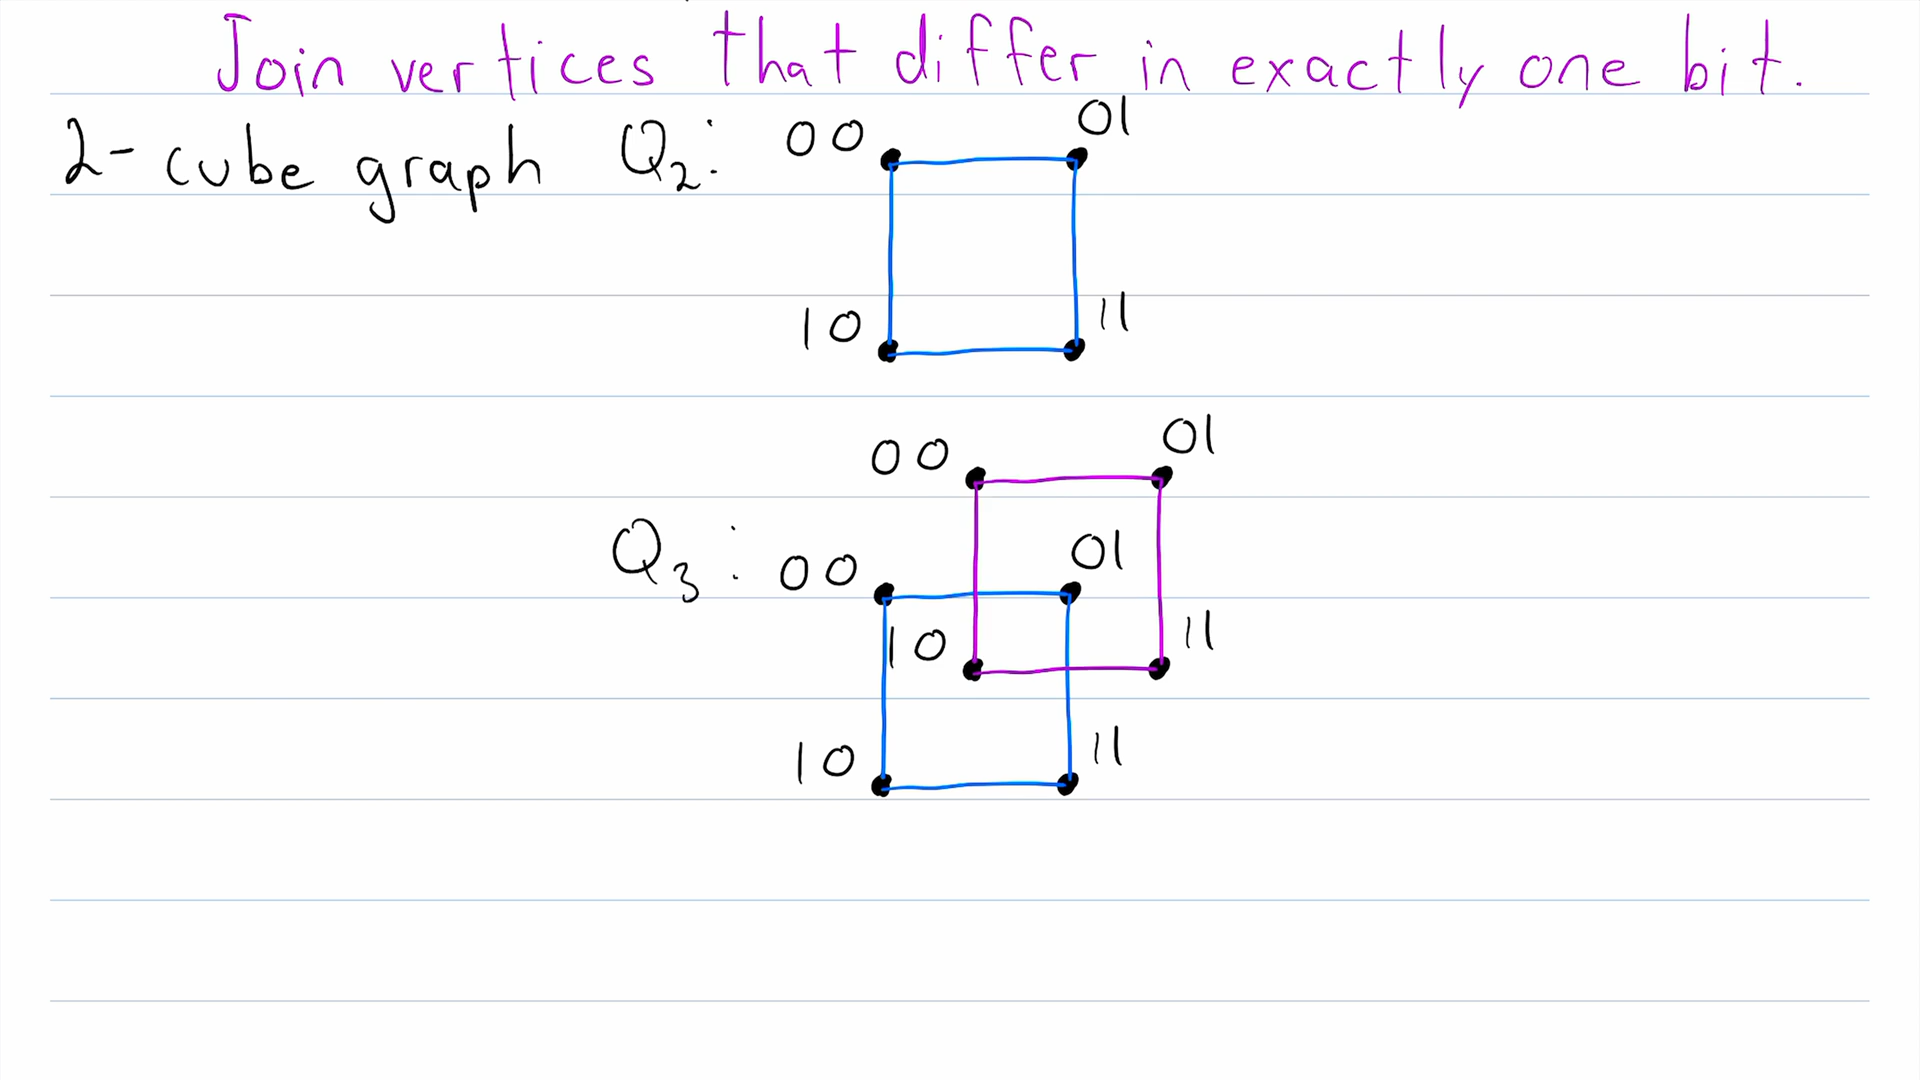 Join vertices that differ in exactly one bit.
2-cube graph Q₂: 00 01
10 11
00 01
Q₃: 00 01
10 11
10 11